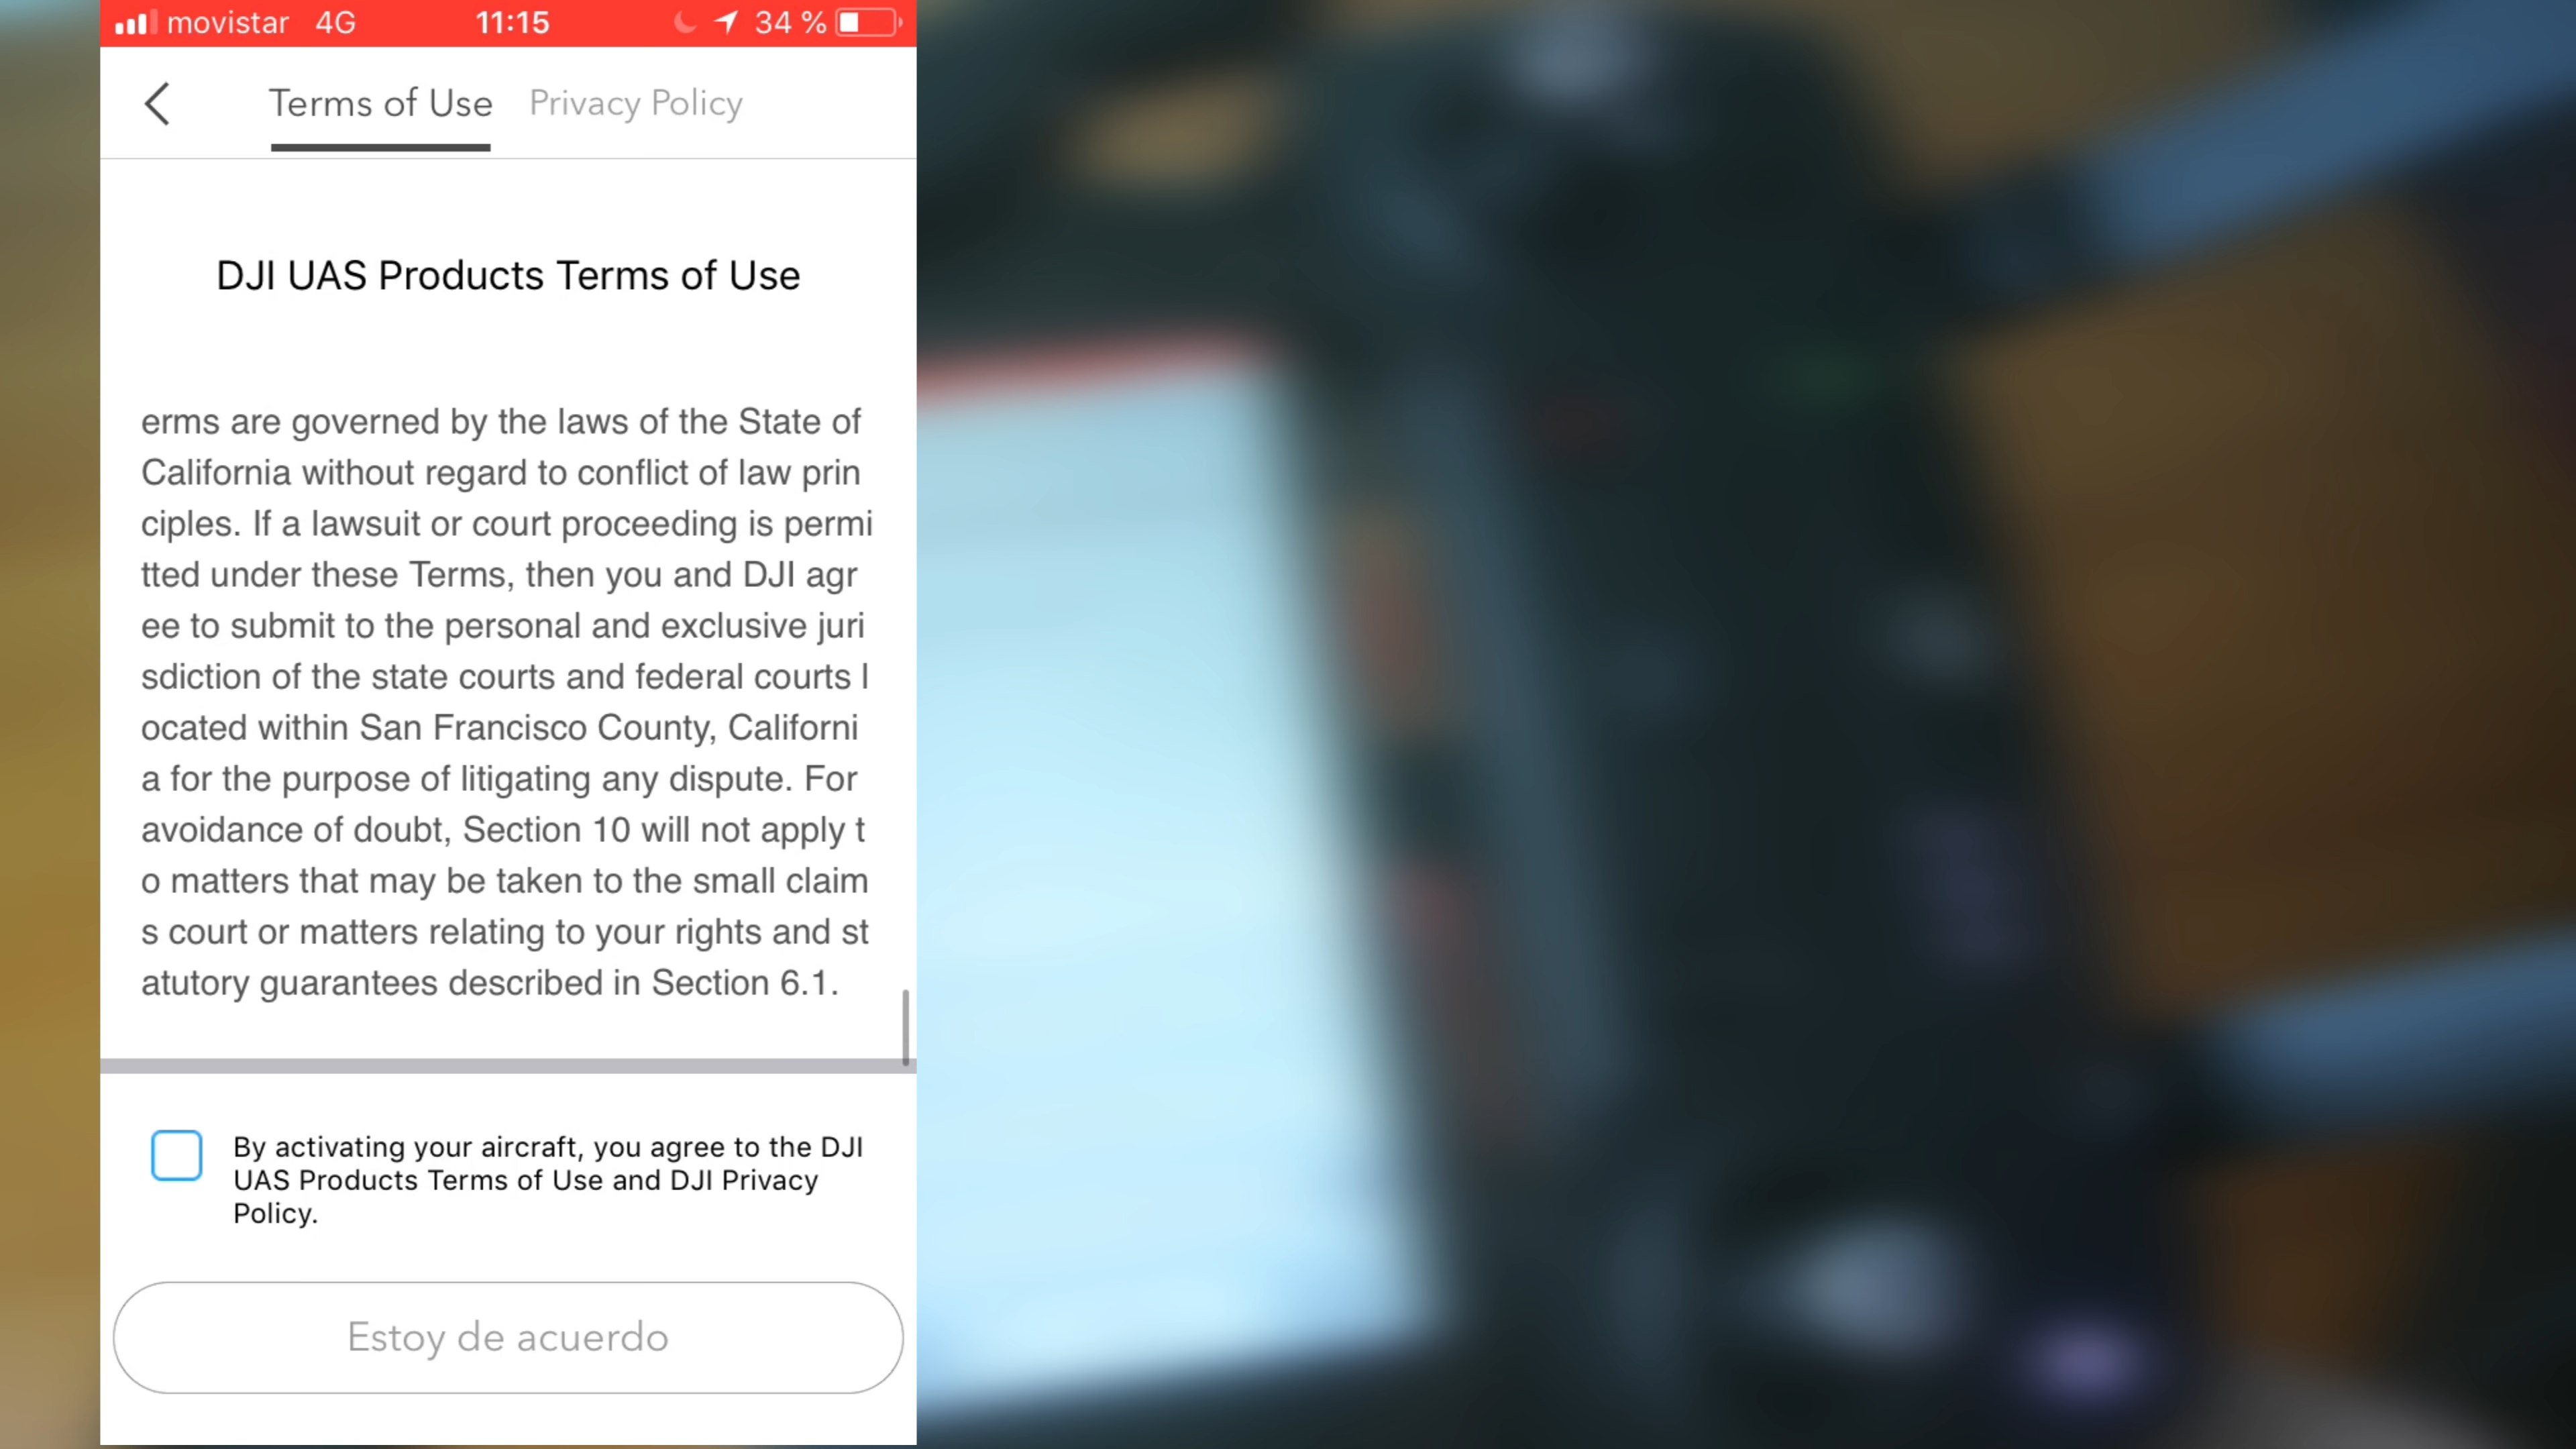 movistar 4G 11:15 34 %
Terms of Use Privacy Policy
DJI UAS Products Terms of Use
erms are governed by the laws of the State of
California without regard to conflict of law prin
ciples. If a lawsuit or court proceeding is permi
tted under these Terms, then you and DJI agr
ee to submit to the personal and exclusive juri
sdiction of the state courts and federal courts l
ocated within San Francisco County, Californi
a for the purpose of litigating any dispute. For
avoidance of doubt, Section 10 will not apply t
o matters that may be taken to the small claim
s court or matters relating to your rights and st
atutory guarantees described in Section 6.1.
By activating your aircraft, you agree to the DJI
UAS Products Terms of Use and DJI Privacy
Policy.
Estoy de acuerdo